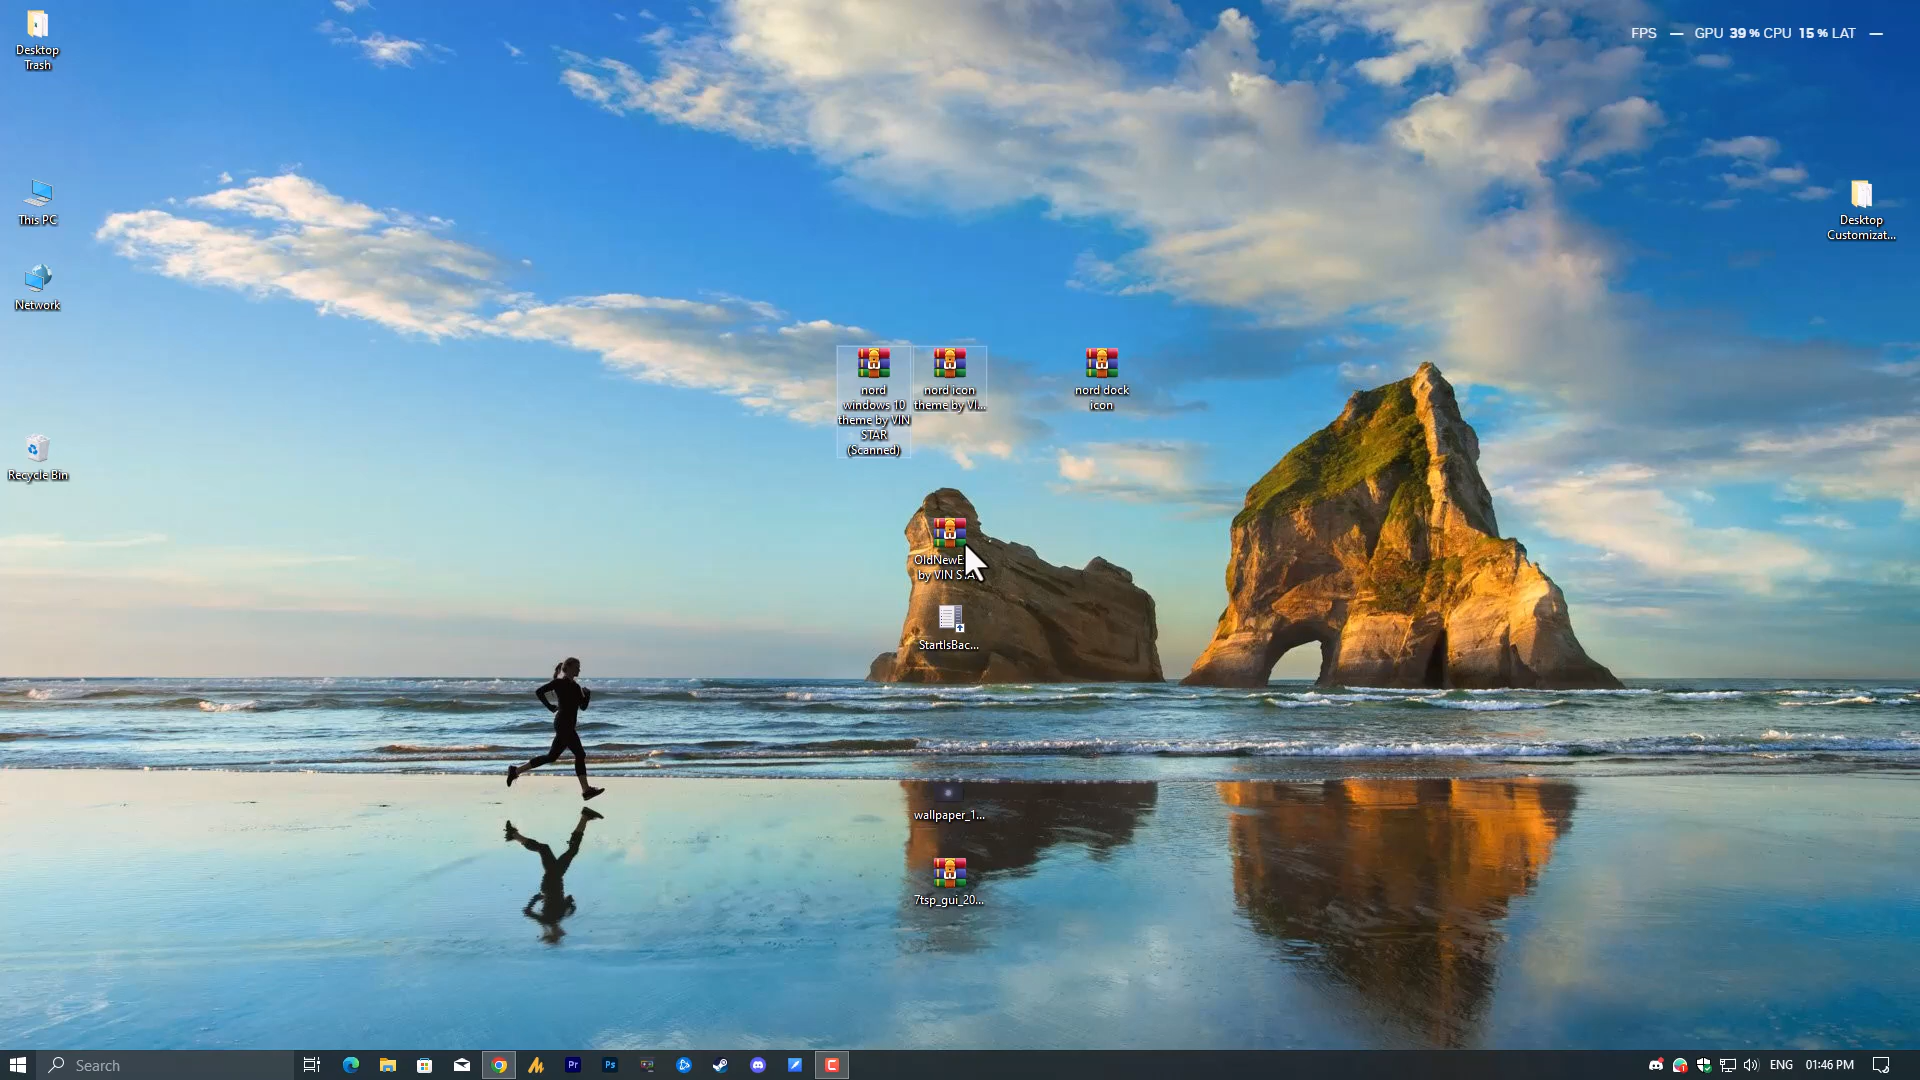 Desktop
Trash
FPS — GPU 39 % CPU 15 % LAT —
This PC
Desktop
Customizat...
Network
nord
windows 10
theme by VIN
STAR
(Scanned)
nord icon
theme by VI...
nord dock
icon
Recycle Bin
by VIN
StartIsBac...
wallpaper_1...
7tsp_gui_20...
Search
Pr
Ps
ENG
01:46 PM